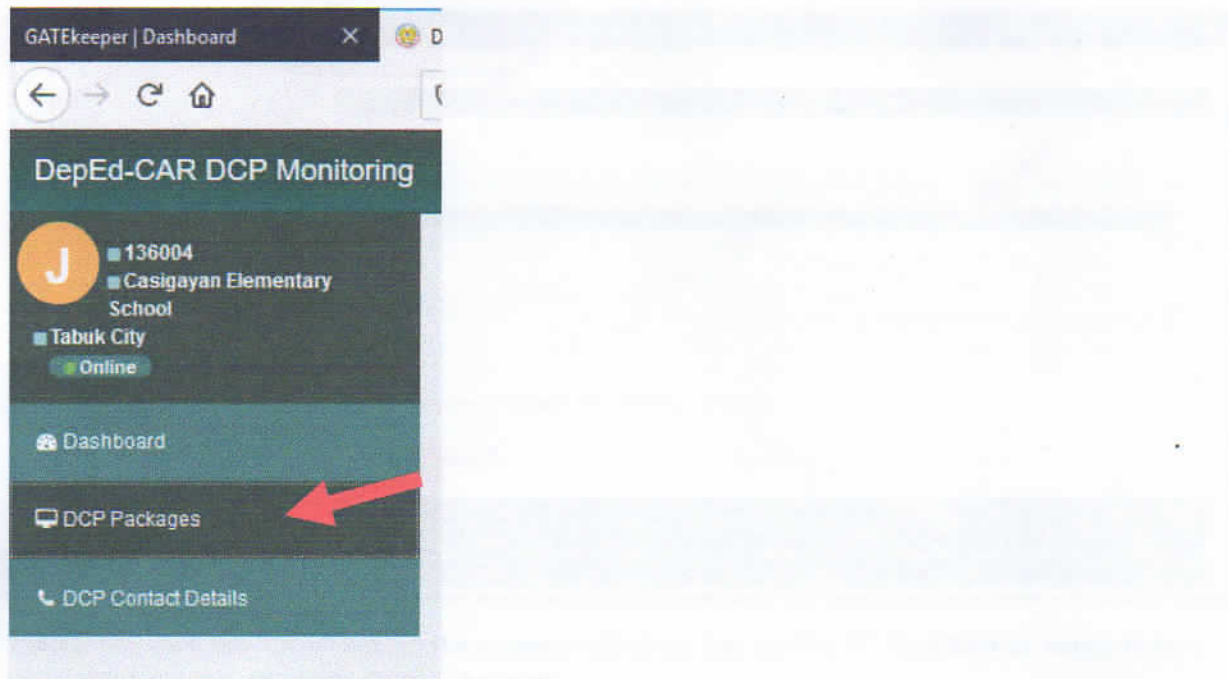 GATEkeeper | Dashboard
D
DepEd-CAR DCP Monitoring
J
136004
Casigayan Elementary
School
Tabuk City
Online
Dashboard
DCP Packages
DCP Contact Details